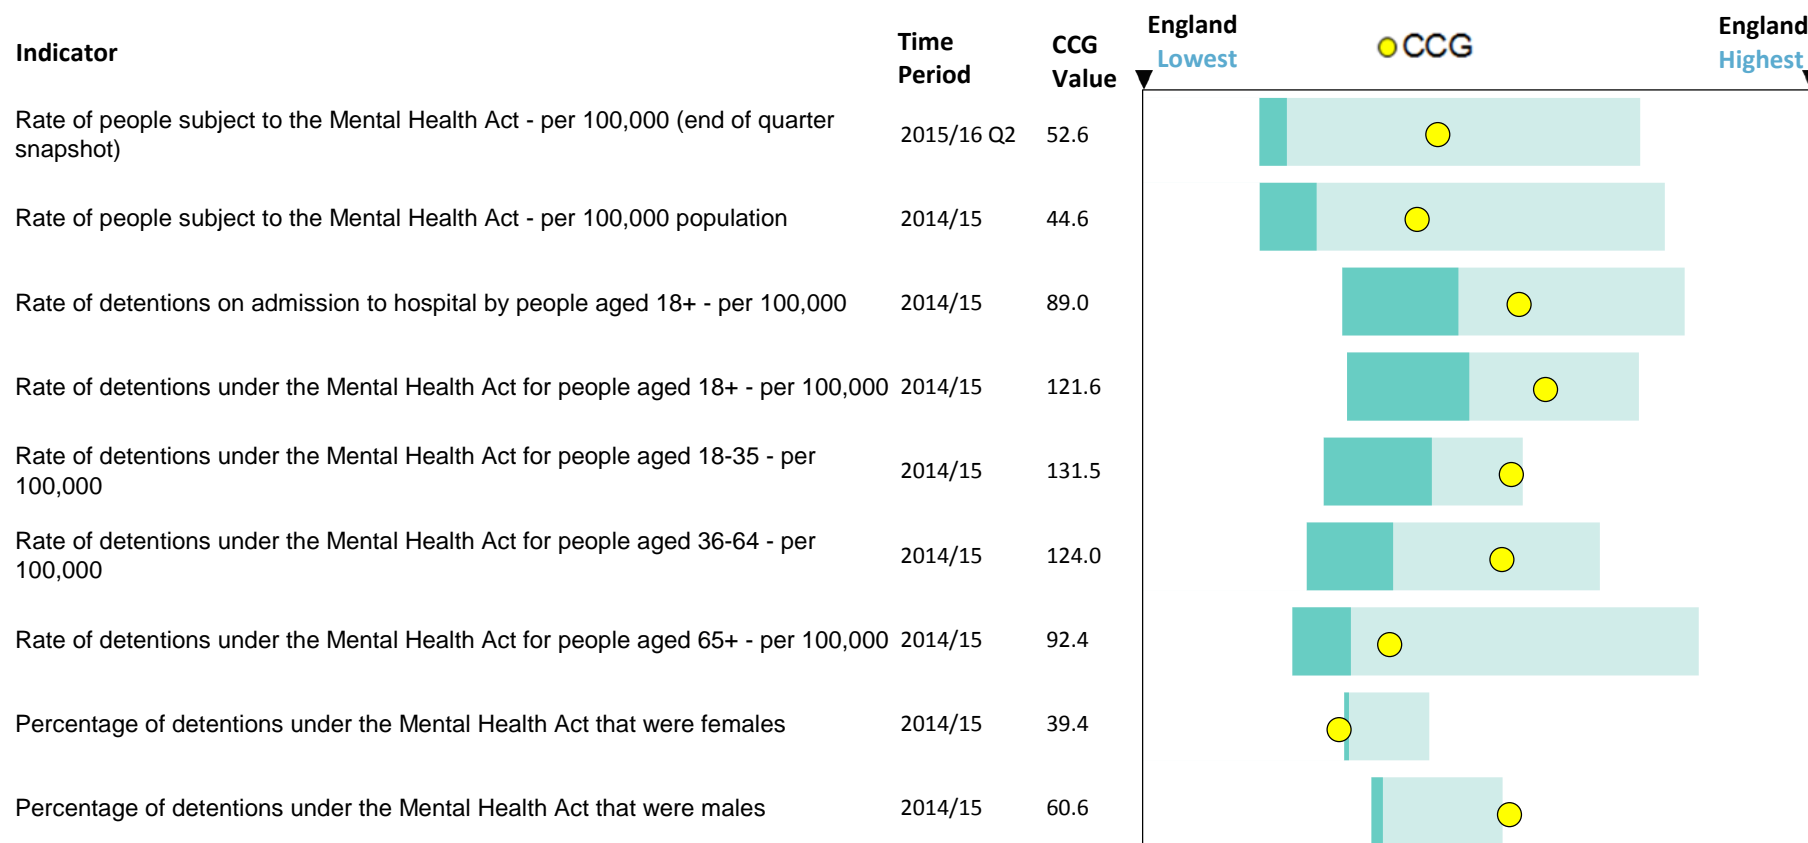 Indicator
Time Period
CCG Value
England Lowest
CCG
England Highest
Rate of people subject to the Mental Health Act - per 100,000 (end of quarter
snapshot)
2015/16 Q2 52.6
Rate of people subject to the Mental Health Act - per 100,000 population 2014/15 44.6
Rate of detentions on admission to hospital by people aged 18+ - per 100,000 2014/15 89.0
Rate of detentions under the Mental Health Act for people aged 18+ - per 100,000 2014/15 121.6
Rate of detentions under the Mental Health Act for people aged 18-35 - per
100,000
2014/15 131.5
Rate of detentions under the Mental Health Act for people aged 36-64 - per
100,000
2014/15 124.0
Rate of detentions under the Mental Health Act for people aged 65+ - per 100,000 2014/15 92.4
Percentage of detentions under the Mental Health Act that were females 2014/15 39.4
Percentage of detentions under the Mental Health Act that were males 2014/15 60.6